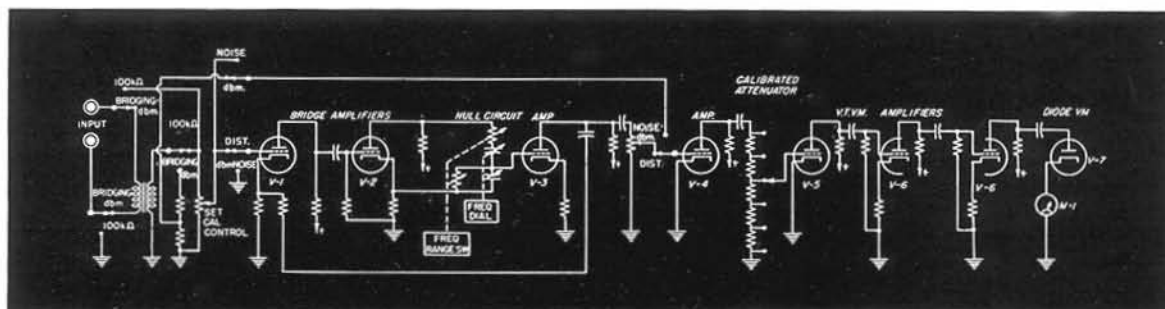 NOISE
100kΩ
dbm.
BRIDGING
dbm.
100kΩ
INPUT
BRIDGING
dbm.
DIST.
dbm NOISE
BRIDGING
dbm
100kΩ
SET
CAL
CONTROL
V-1
BRIDGE AMPLIFIERS
V-2
NULL CIRCUIT
AMP
V-3
FREQ
DIAL
FREQ
RANGE SW
NOISE
dbm
DIST.
AMP.
V-4
CALIBRATED
ATTENUATOR
V-5
V.T.V.M. AMPLIFIERS
V-6
V-6
DIODE VM
V-7
M-1